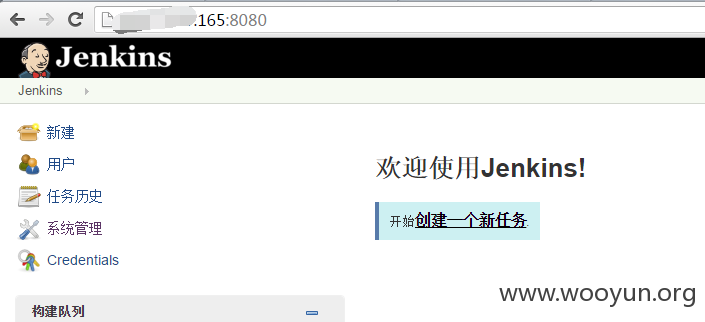 .165:8080
Jenkins
Jenkins
新建
用户
任务历史
系统管理
Credentials
构建队列
欢迎使用Jenkins!
开始创建一个新任务.
www.wooyun.org